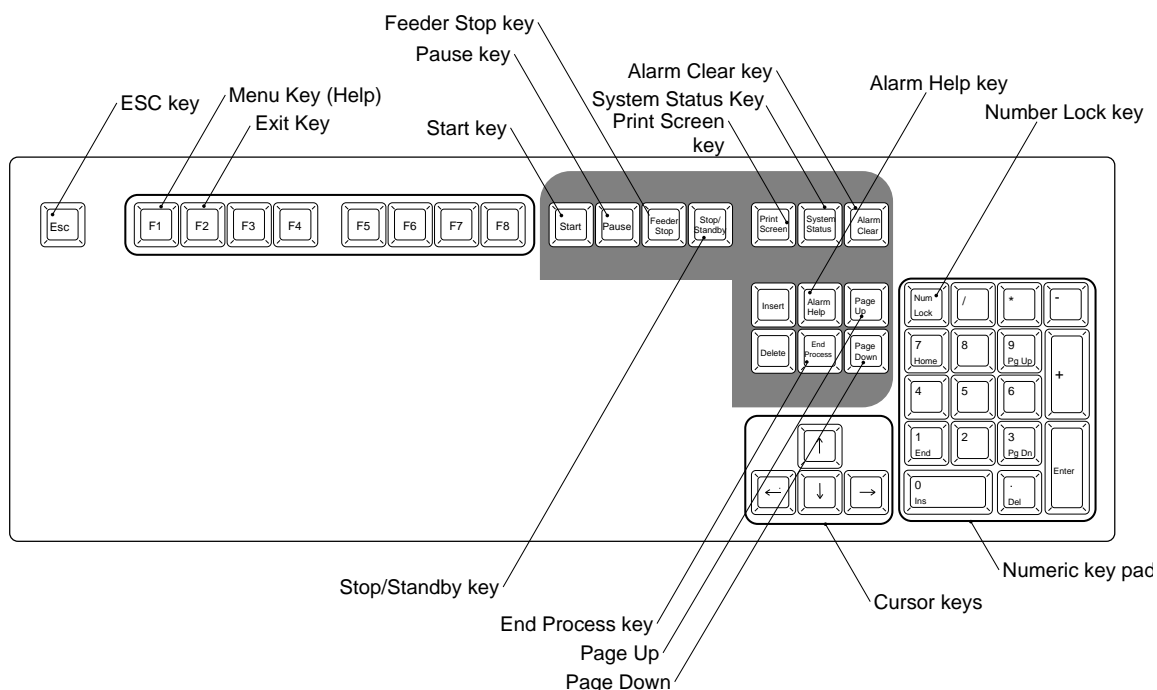 Feeder Stop key
Pause key
Alarm Clear key
Alarm Help key
ESC key
Menu Key (Help)
System Status Key
Number Lock key
Exit Key
Start key
Print Screen
key
Esc
F1
F2
F3
F4
F5
F6
F7
F8
Start
Pause
Feeder
Stop
Stop/
Standby
Print
Screen
System
Status
Alarm
Clear
Insert
Alarm
Help
Page
Up
Delete
End
Process
Page
Down
Num
Lock
/
*
-
7
Home
8
9
Pg Up
+
4
5
6
1
End
2
3
Pg Dn
Enter
0
Ins
.
Del
↑
←
↓
→
Stop/Standby key
Numeric key pad
Cursor keys
End Process key
Page Up
Page Down